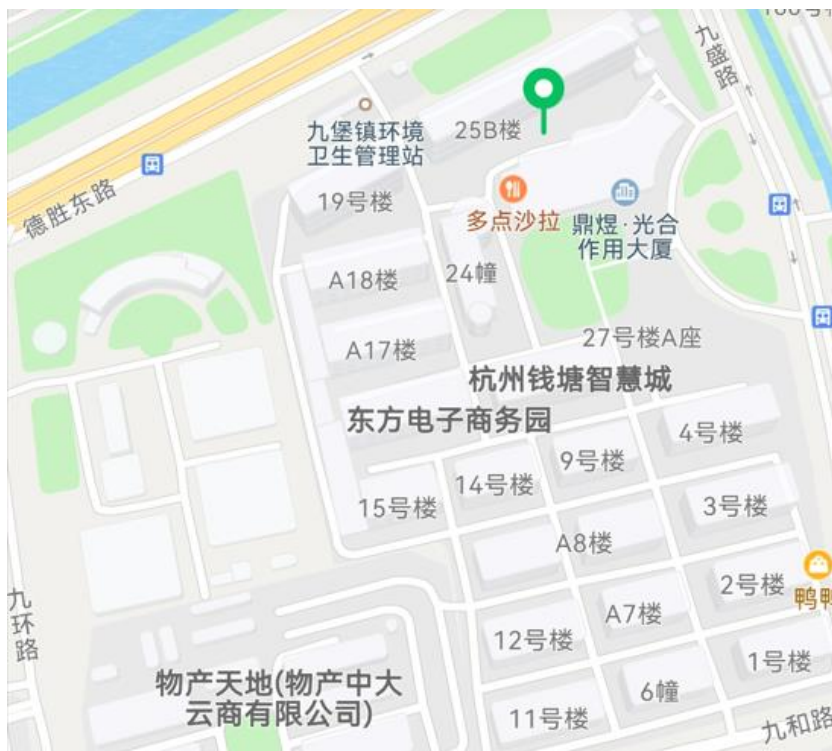 九盛路
九堡镇环境
卫生管理站
25B楼
德胜东路
19号楼
多点沙拉
鼎煜·光合
作用大厦
A18楼
24幢
A17楼
27号楼A座
杭州钱塘智慧城
东方电子商务园
4号楼
9号楼
14号楼
15号楼
3号楼
A8楼
2号楼
鸭鸭
九环路
A7楼
12号楼
1号楼
物产天地(物产中大
云商有限公司)
6幢
11号楼
九和路